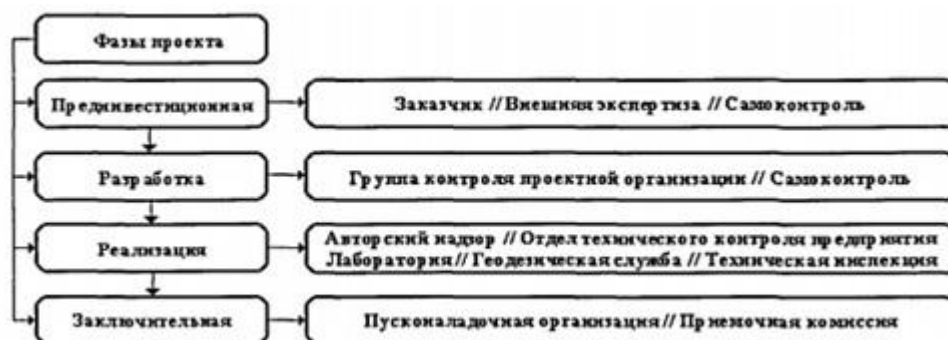 Фазы проекта
Прединвестиционная
Заказчик // Внешняя экспертиза // Самоконтроль
Разработка
Группа контроля проектной организации // Самоконтроль
Реализация
Авторский надзор // Отдел технического контроля предприятия
Лаборатория // Геодезическая служба // Техническая инспекция
Заключительная
Пусконаладочная организация // Приемочная комиссия